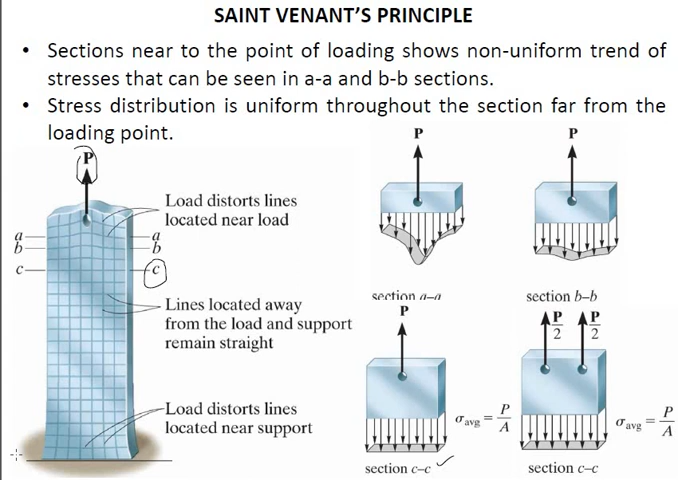 SAINT VENANT'S PRINCIPLE
• Sections near to the point of loading shows non-uniform trend of
stresses that can be seen in a-a and b-b sections.
• Stress distribution is uniform throughout the section far from the
loading point.
P
Load distorts lines
located near load
a
a
b
b
c
c
Lines located away
from the load and support
remain straight
Load distorts lines
located near support
P
section a–a
P
section b–b
P
σavg = P/A
section c–c
P/2 P/2
σavg = P/A
section c–c